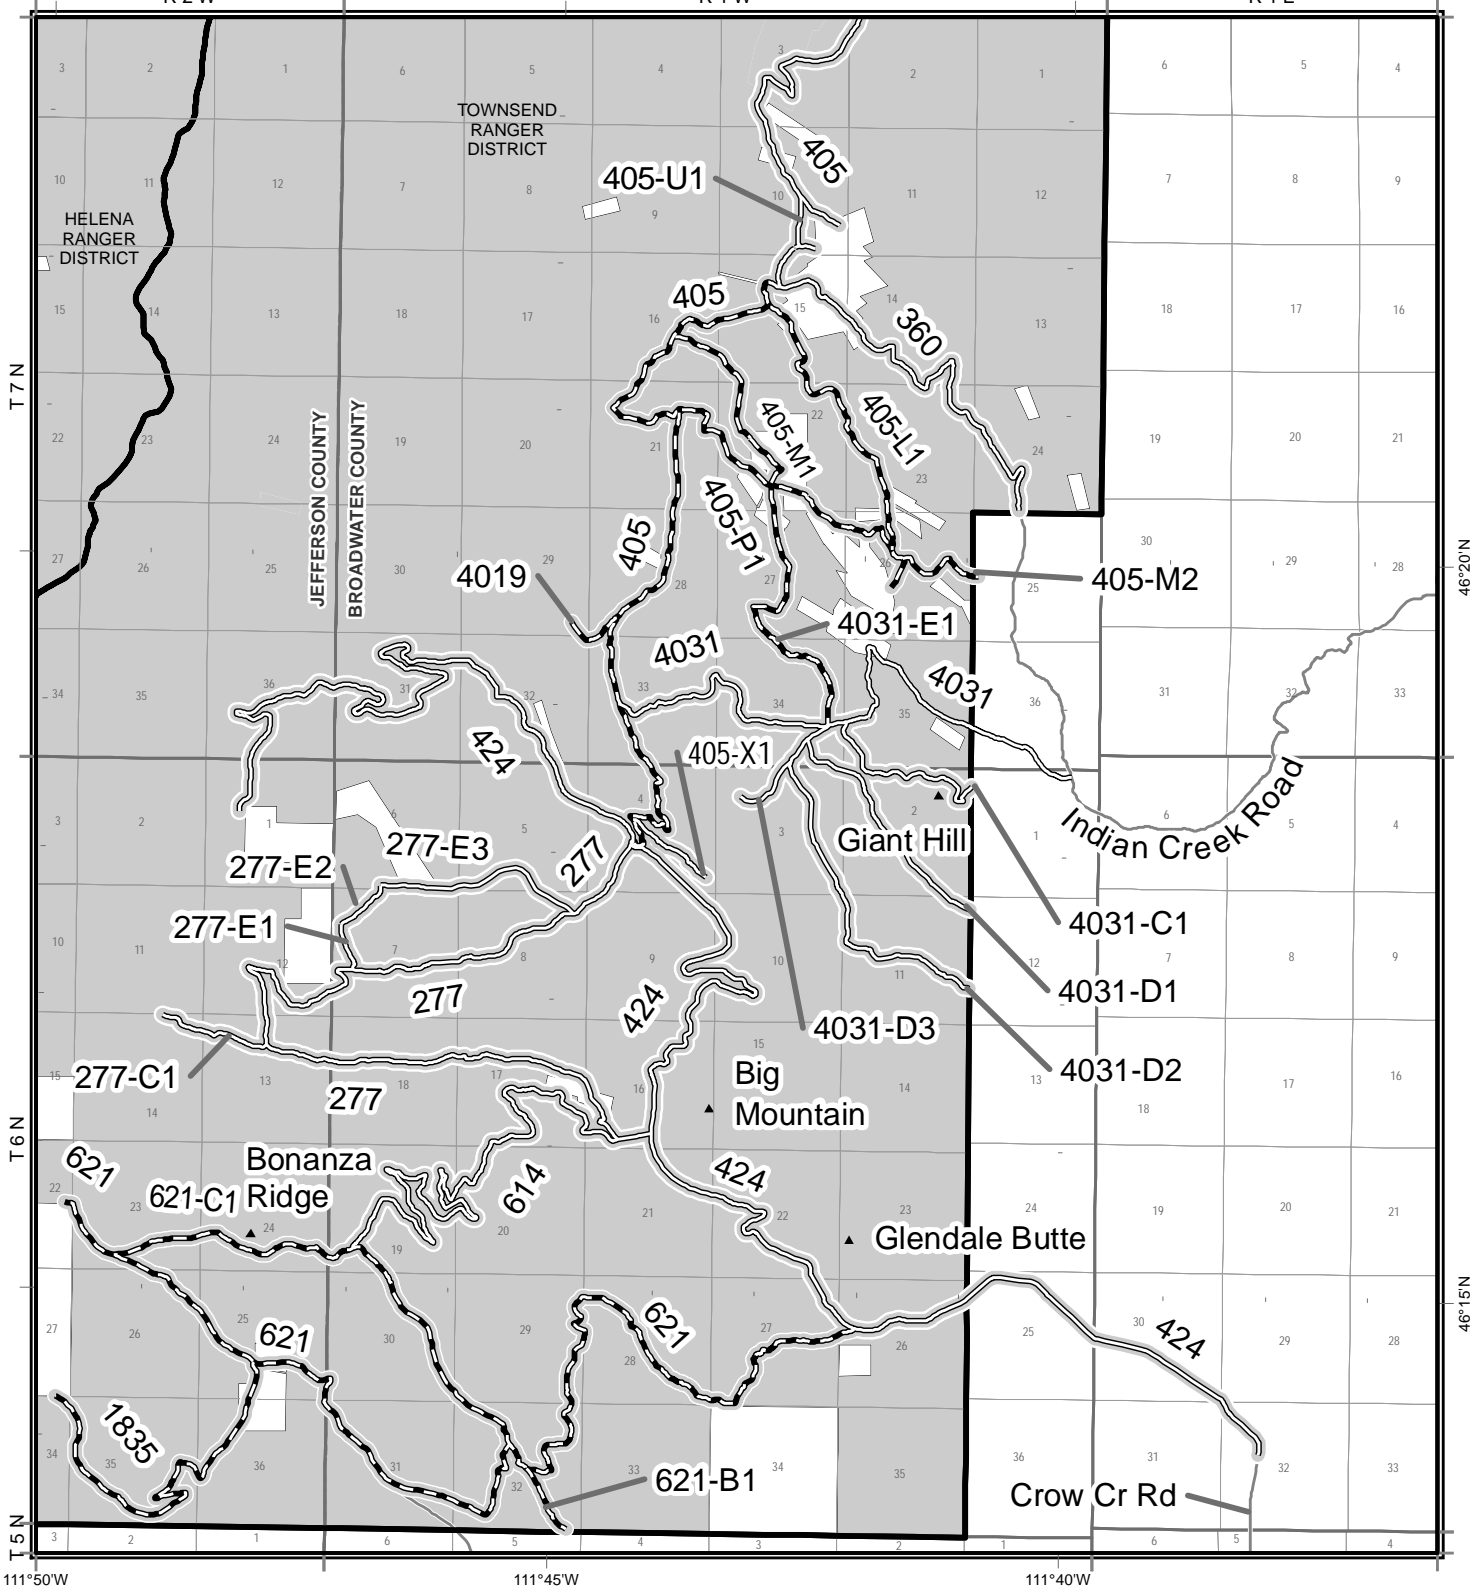 R 2 W
R 1 W
R 1 E
TOWNSEND
RANGER
DISTRICT
HELENA
RANGER
DISTRICT
405
405-U1
405
360
T 7 N
JEFFERSON COUNTY
BROADWATER COUNTY
405-M1
405-L1
405-P1
405
4019
405-M2
46°20'N
4031-E1
4031
4031
424
405-X1
Indian Creek Road
Giant Hill
277-E3
277-E2
277
277-E1
4031-C1
277
4031-D1
424
4031-D3
4031-D2
277-C1
277
Big
Mountain
T 6 N
621
Bonanza
Ridge
621-C1
614
424
Glendale Butte
46°15'N
621
621
424
1835
621-B1
Crow Cr Rd
T 5 N
111°50'W
111°45'W
111°40'W